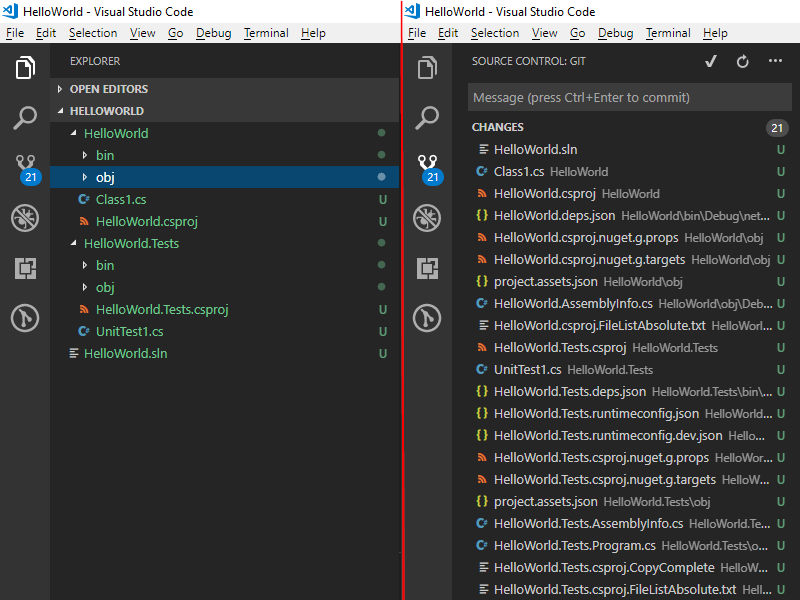 HelloWorld - Visual Studio Code
File Edit Selection View Go Debug Terminal Help
EXPLORER
OPEN EDITORS
HELLOWORLD
HelloWorld
bin
obj
Class1.cs U
HelloWorld.csproj U
HelloWorld.Tests
bin
obj
HelloWorld.Tests.csproj U
UnitTest1.cs U
HelloWorld.sln U
21
HelloWorld - Visual Studio Code
File Edit Selection View Go Debug Terminal Help
SOURCE CONTROL: GIT
Message (press Ctrl+Enter to commit)
CHANGES 21
HelloWorld.sln U
C# Class1.cs HelloWorld U
HelloWorld.csproj HelloWorld U
{} HelloWorld.deps.json HelloWorld\bin\Debug\net... U
HelloWorld.csproj.nuget.g.props HelloWorld\obj U
HelloWorld.csproj.nuget.g.targets HelloWorld\obj U
{} project.assets.json HelloWorld\obj U
C# HelloWorld.AssemblyInfo.cs HelloWorld\obj\Deb... U
HelloWorld.csproj.FileListAbsolute.txt HelloWorl... U
HelloWorld.Tests.csproj HelloWorld.Tests U
C# UnitTest1.cs HelloWorld.Tests U
{} HelloWorld.Tests.deps.json HelloWorld.Tests\bin\... U
{} HelloWorld.Tests.runtimeconfig.json HelloWorl... U
{} HelloWorld.Tests.runtimeconfig.dev.json Hello... U
HelloWorld.Tests.csproj.nuget.g.props HelloWor... U
HelloWorld.Tests.csproj.nuget.g.targets HelloW... U
{} project.assets.json HelloWorld.Tests\obj U
C# HelloWorld.Tests.AssemblyInfo.cs HelloWorld.Te... U
C# HelloWorld.Tests.Program.cs HelloWorld.Tests\o... U
HelloWorld.Tests.csproj.CopyComplete HelloW... U
HelloWorld.Tests.csproj.FileListAbsolute.txt Hell... U
21